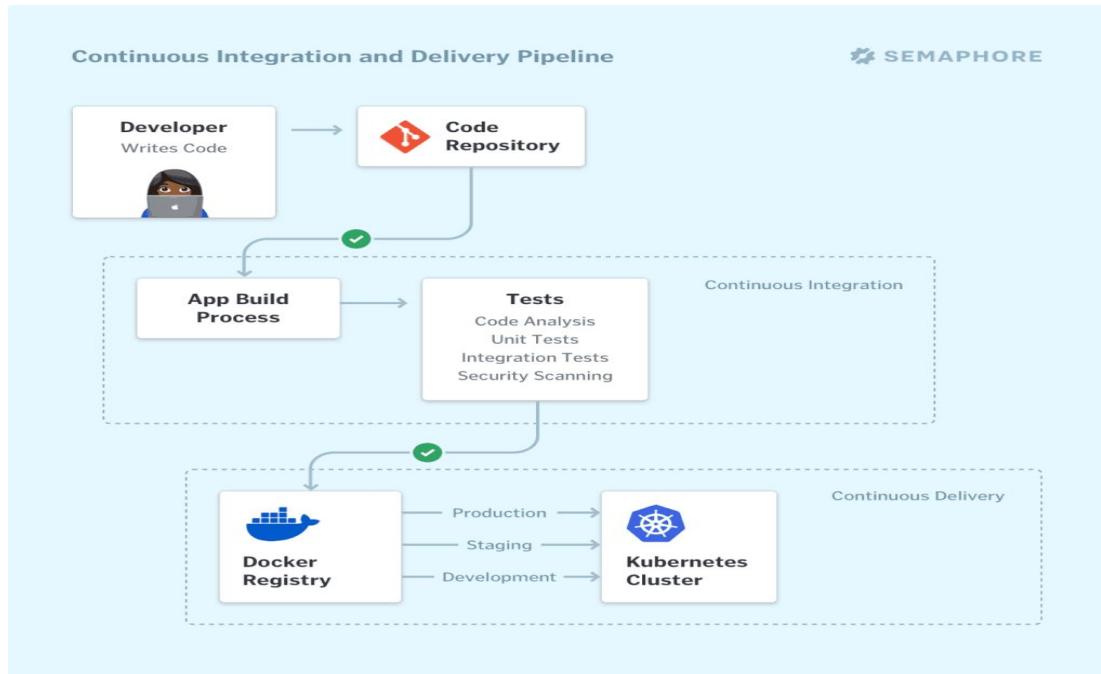 Continuous Integration and Delivery Pipeline
SEMAPHORE
Developer
Writes Code
Code
Repository
App Build
Process
Tests
Code Analysis
Unit Tests
Integration Tests
Security Scanning
Continuous Integration
Continuous Delivery
Docker
Registry
Production
Staging
Development
Kubernetes
Cluster